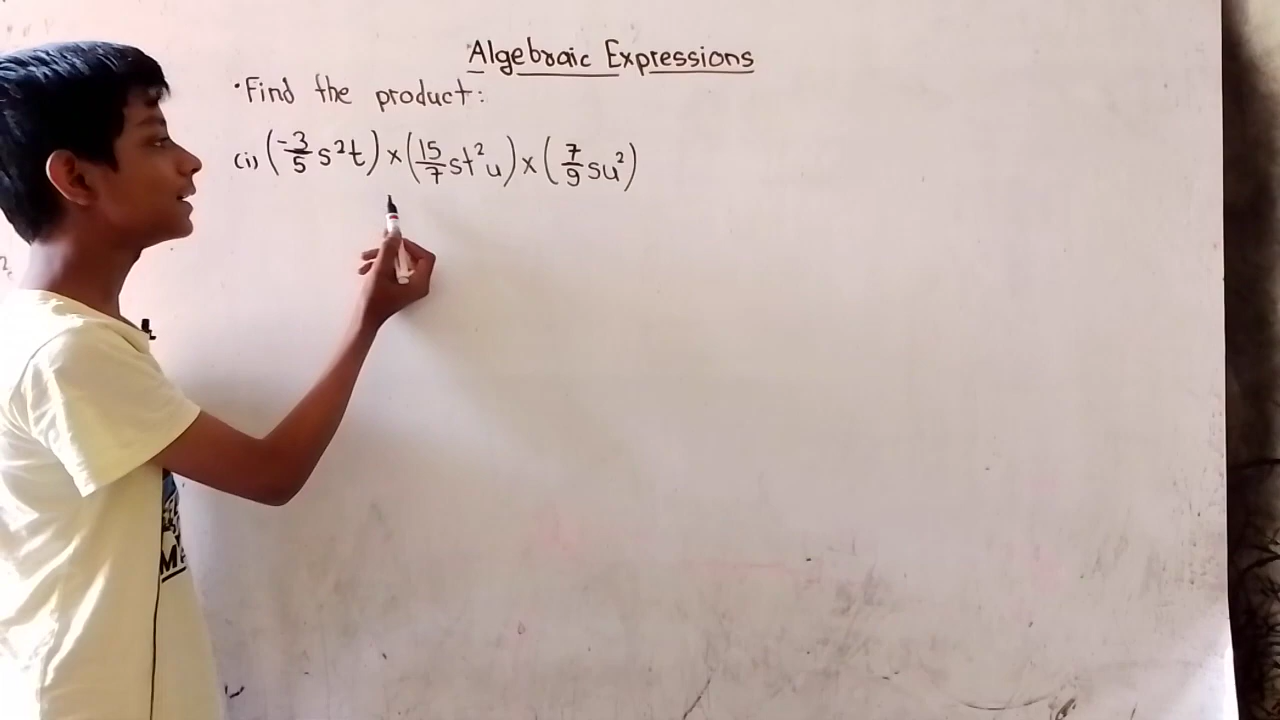 Algebraic Expressions
•Find the product:
(i) (-3/5 s²t) × (15/7 st²u) × (7/9 su²)